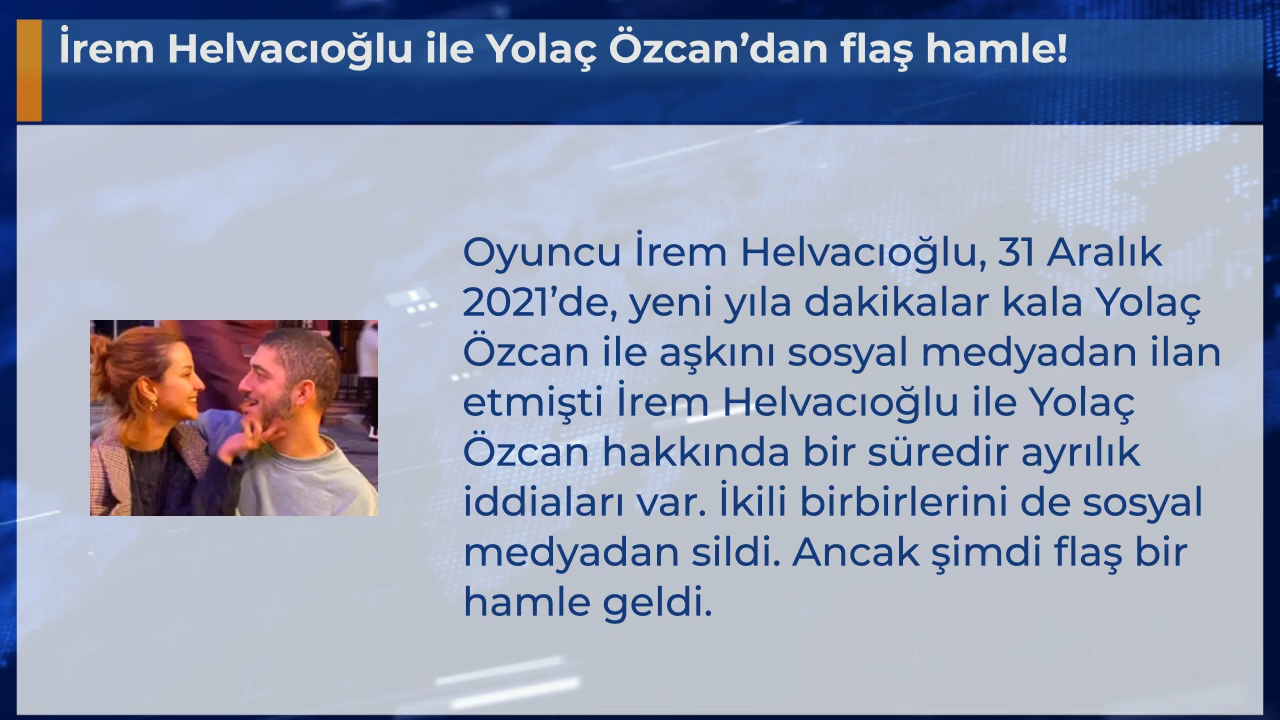 İrem Helvacıoğlu ile Yolaç Özcan’dan flaş hamle!
Oyuncu İrem Helvacıoğlu, 31 Aralık
2021’de, yeni yıla dakikalar kala Yolaç
Özcan ile aşkını sosyal medyadan ilan
etmişti İrem Helvacıoğlu ile Yolaç
Özcan hakkında bir süredir ayrılık
iddiaları var. İkili birbirlerini de sosyal
medyadan sildi. Ancak şimdi flaş bir
hamle geldi.